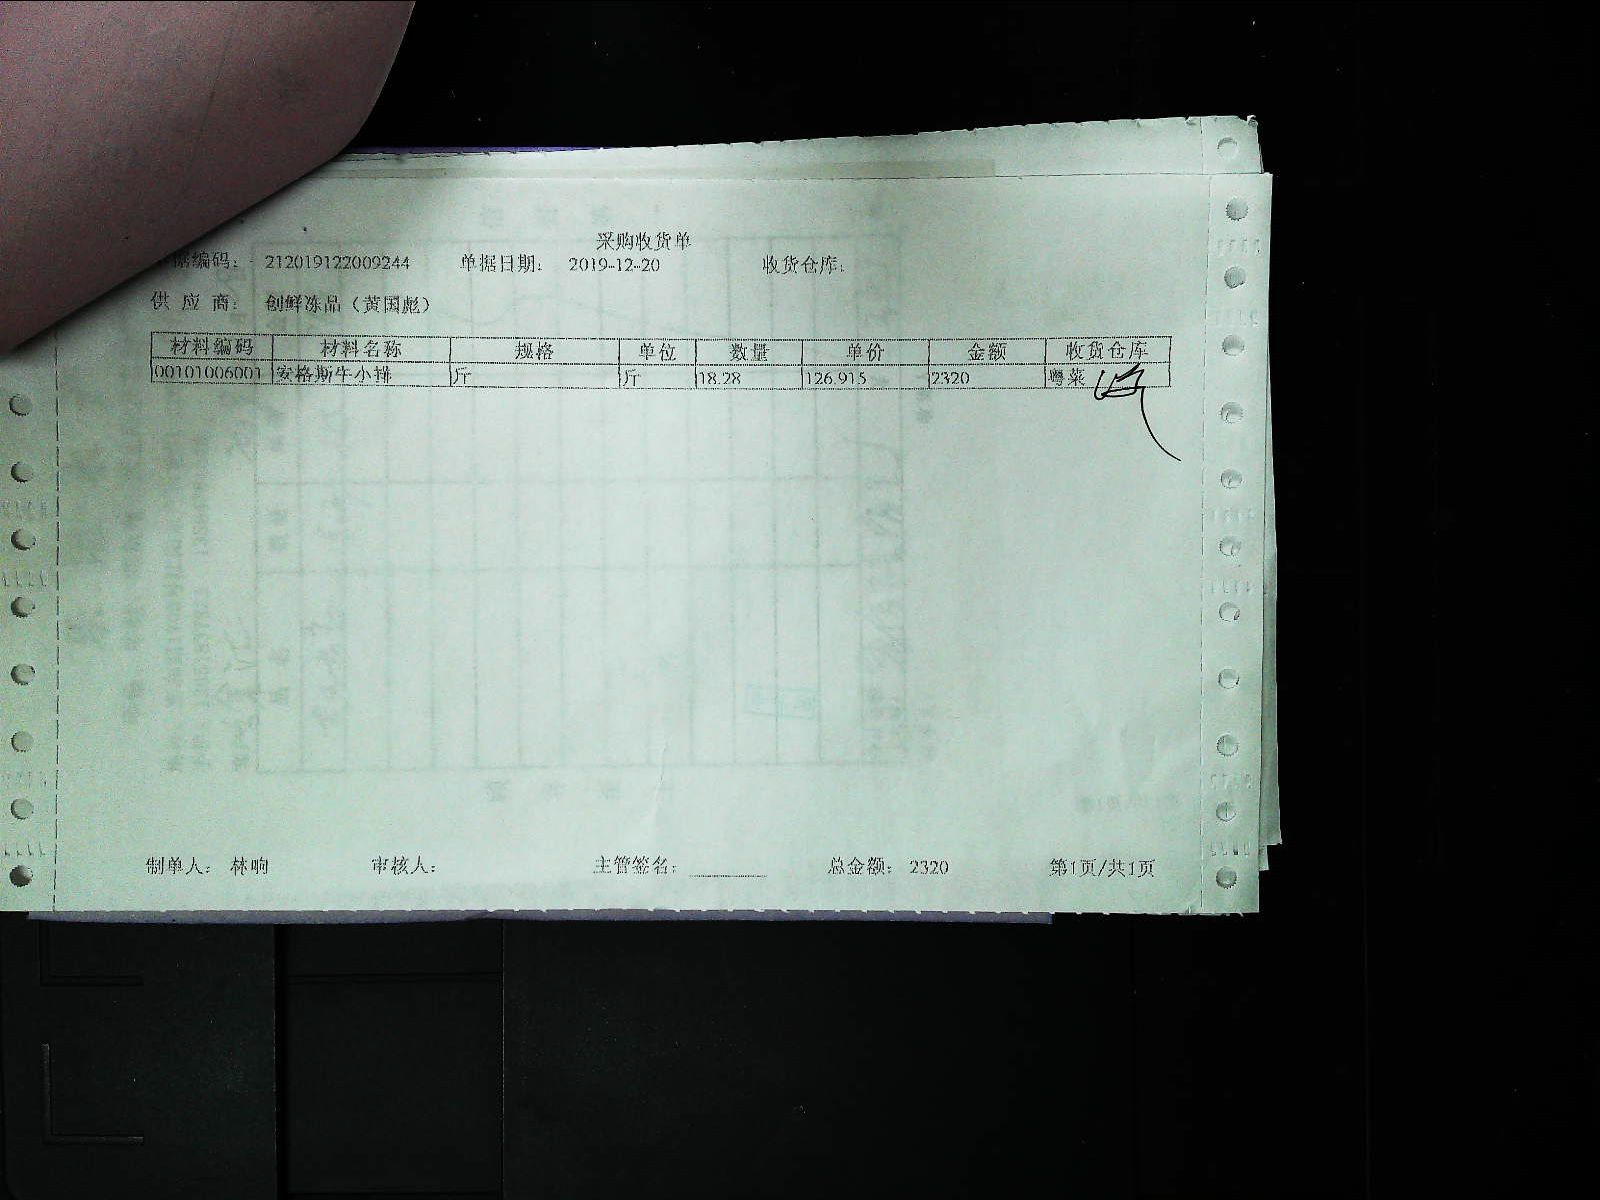 采购收货单
据编码： 212019122009244 单据日期： 2019-12-20 收货仓库：
供应商： 创鲜冻品（黄国彪）
材料编码 材料名称 规格 单位 数量 单价 金额 收货仓库
00101006001 安格斯牛小排 斤 斤 18.28 126.915 2320 粤菜
制单人： 林响 审核人： 主管签名： 总金额： 2320 第1页/共1页